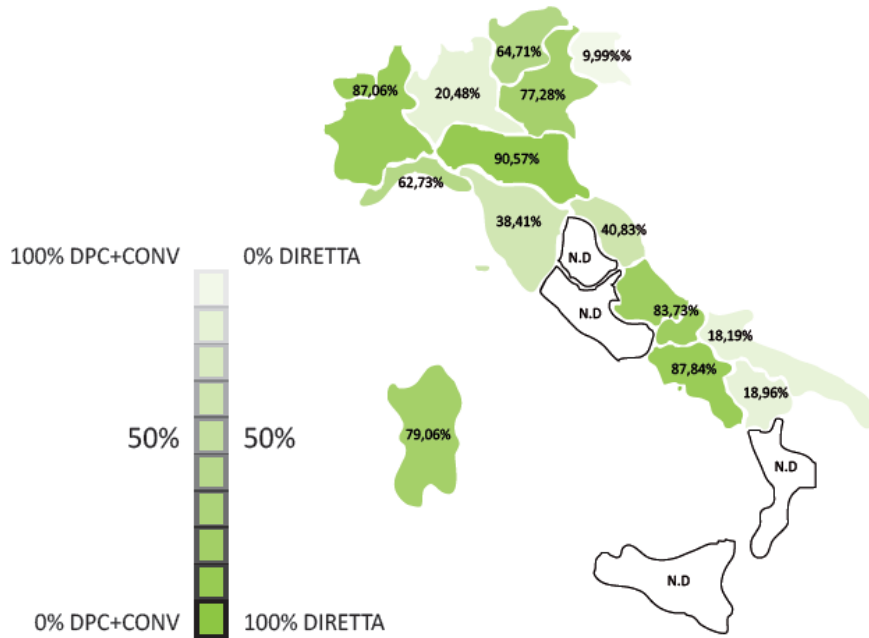 64,71%
9,99%%
87,06%
20,48%
77,28%
90,57%
62,73%
38,41%
40,83%
N.D
N.D
83,73%
18,19%
87,84%
18,96%
79,06%
N.D
N.D
100% DPC+CONV
0% DIRETTA
50%
50%
0% DPC+CONV
100% DIRETTA